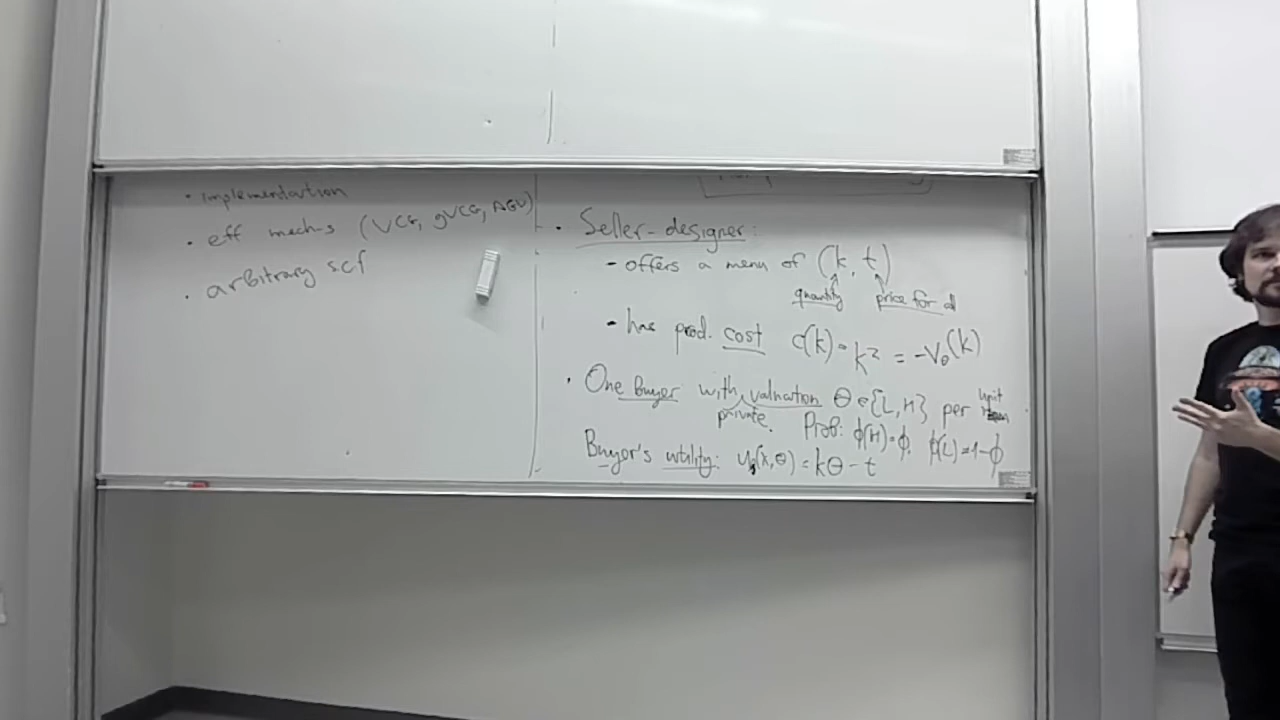 • implementation
• eff mech-s (VCG, gVCG, AGV)
• arbitrary scf
• Seller-designer:
- offers a menu of (k, t)
quantity price for all
- has prod. cost c(k) = k² = -V₀(k)
• One buyer with valuation θ∈{L,H} per unit
private. Prob: ϕ(H)=ϕ, ϕ(L)=1-ϕ
Buyer's utility: u(x,θ) = kθ - t